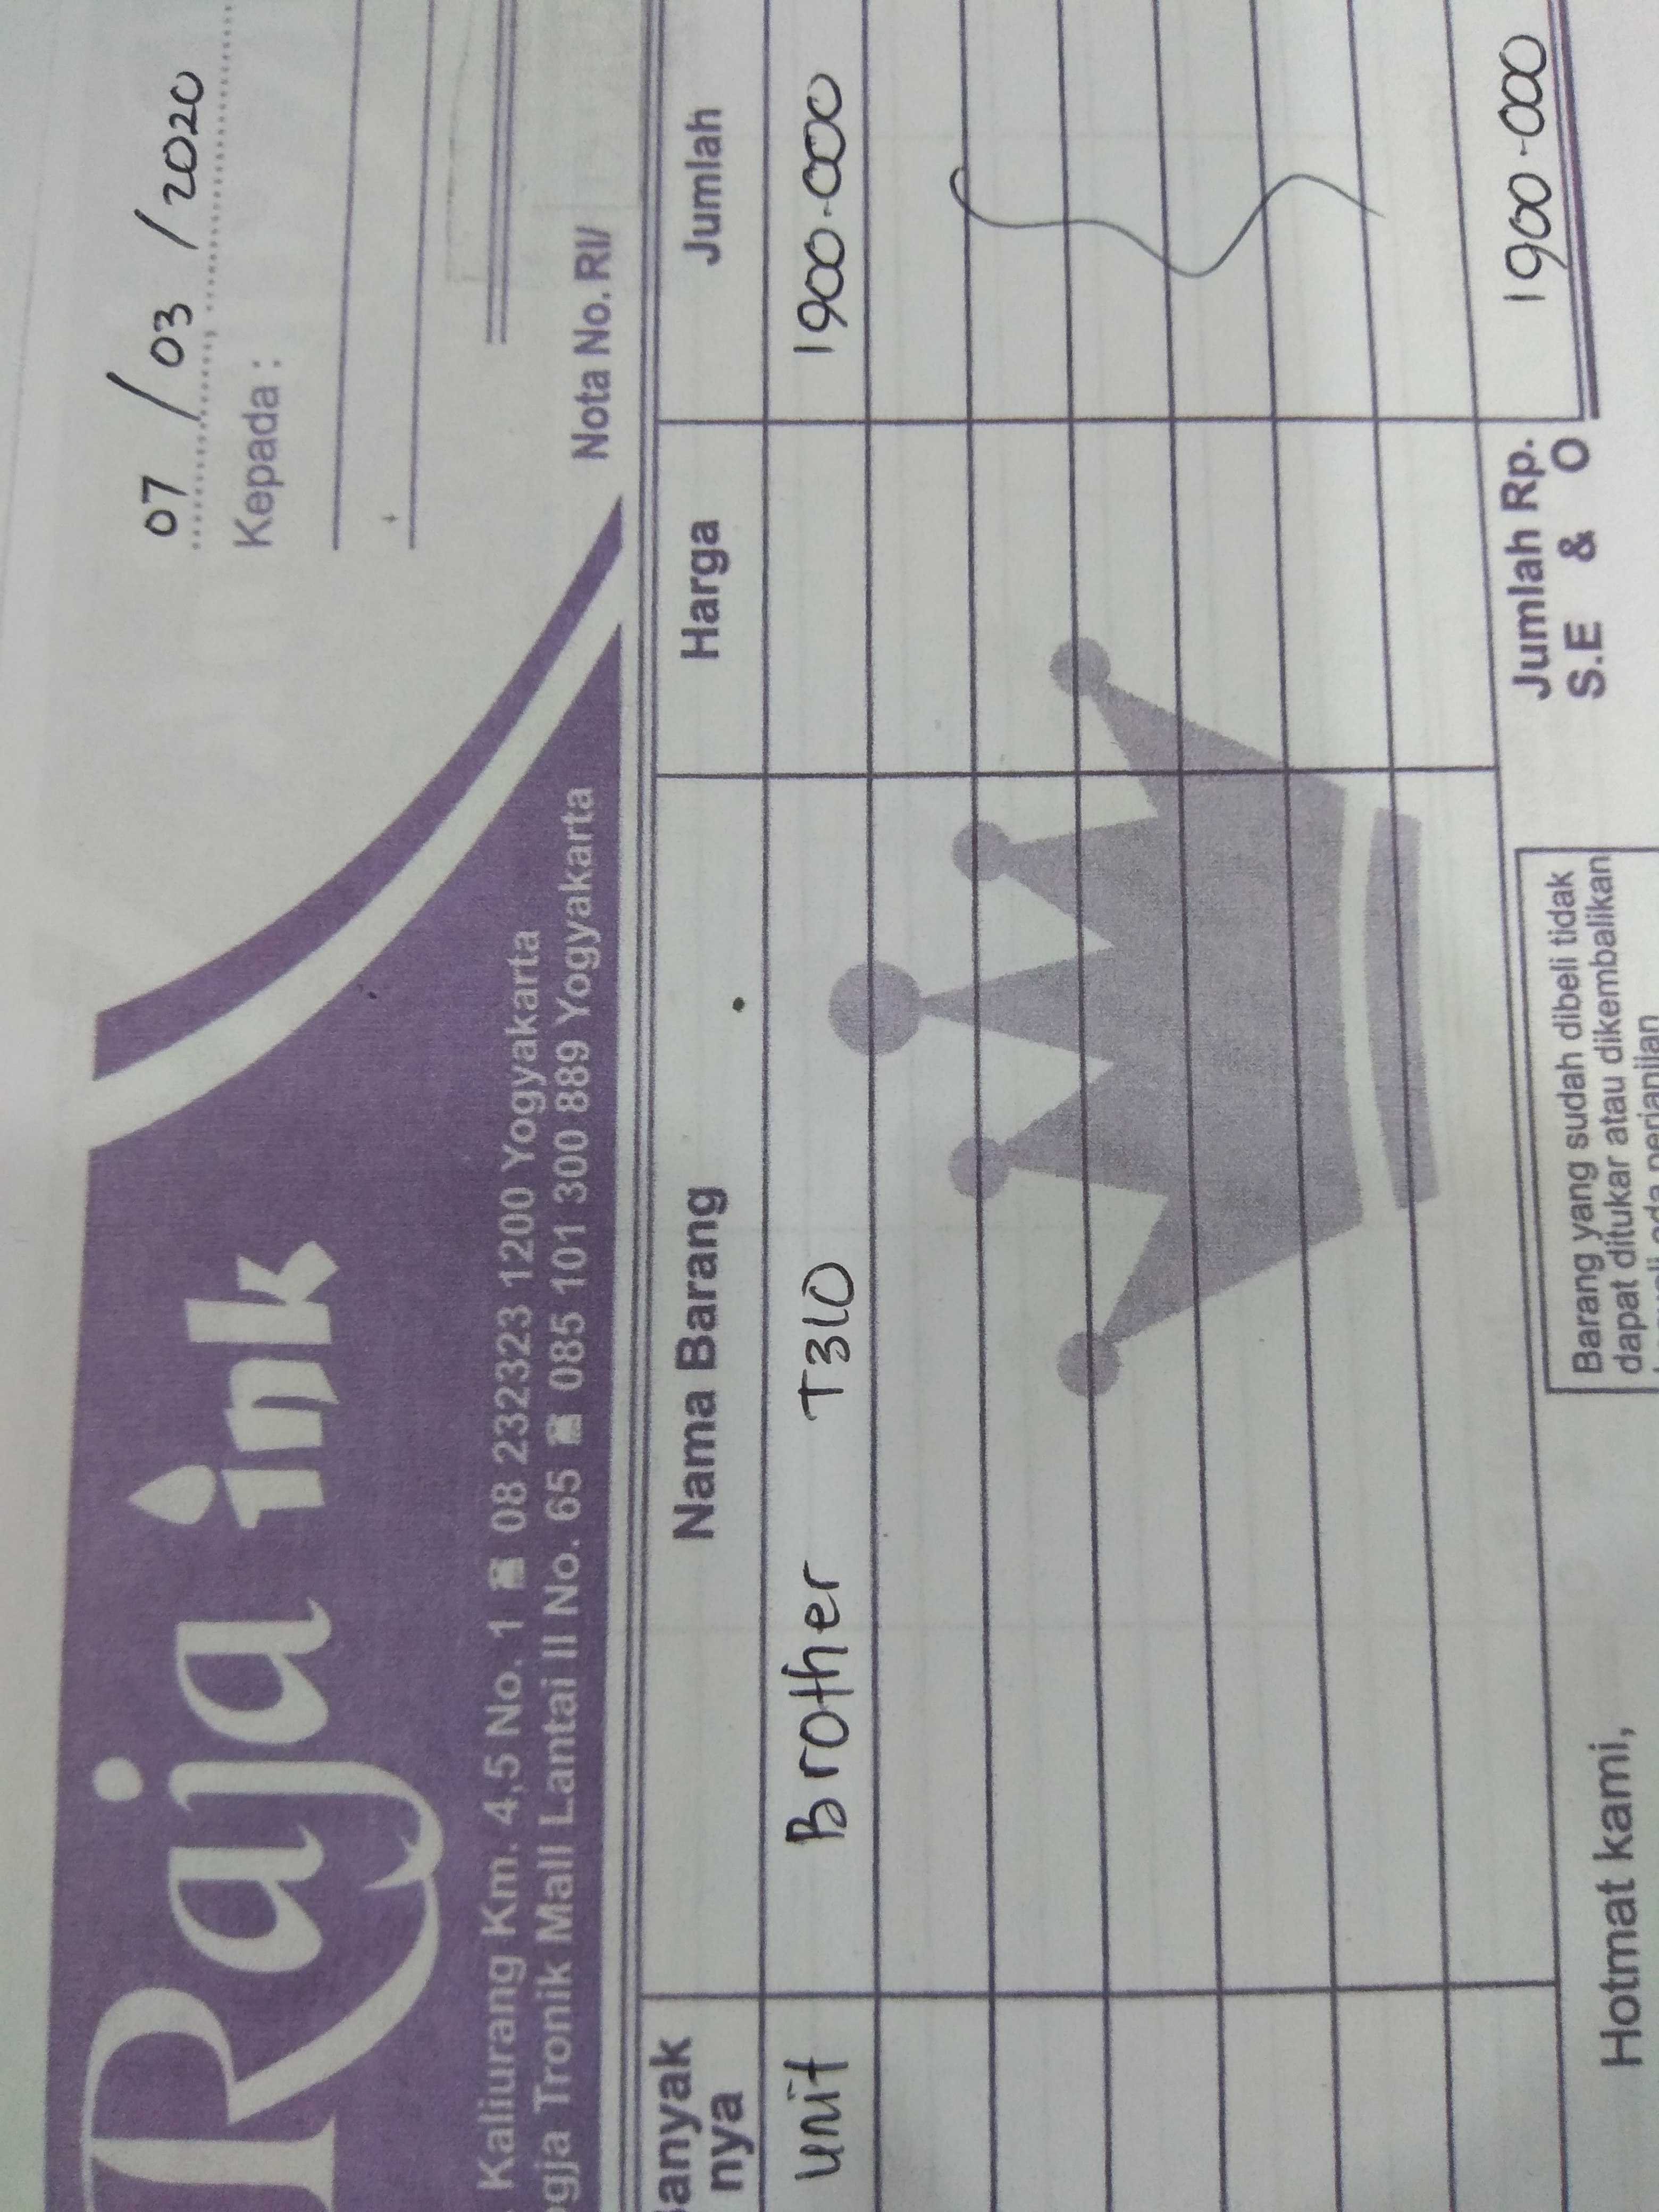 Raja ink
07 / 03 / 2020
Kepada :
Kaliurang Km. 4,5 No. 1 ☎ 08 232323 1200 Yogyakarta
Tronik Mall Lantai II No. 65 ☎ 085 101 300 889 Yogyakarta
Nota No. RI/
anyak nya Nama Barang Harga Jumlah
unit Brother T310 1900.000
Jumlah Rp. 1900.000
S.E & O
Barang yang sudah dibeli tidak
dapat ditukar atau dikembalikan
Hotmat kami,